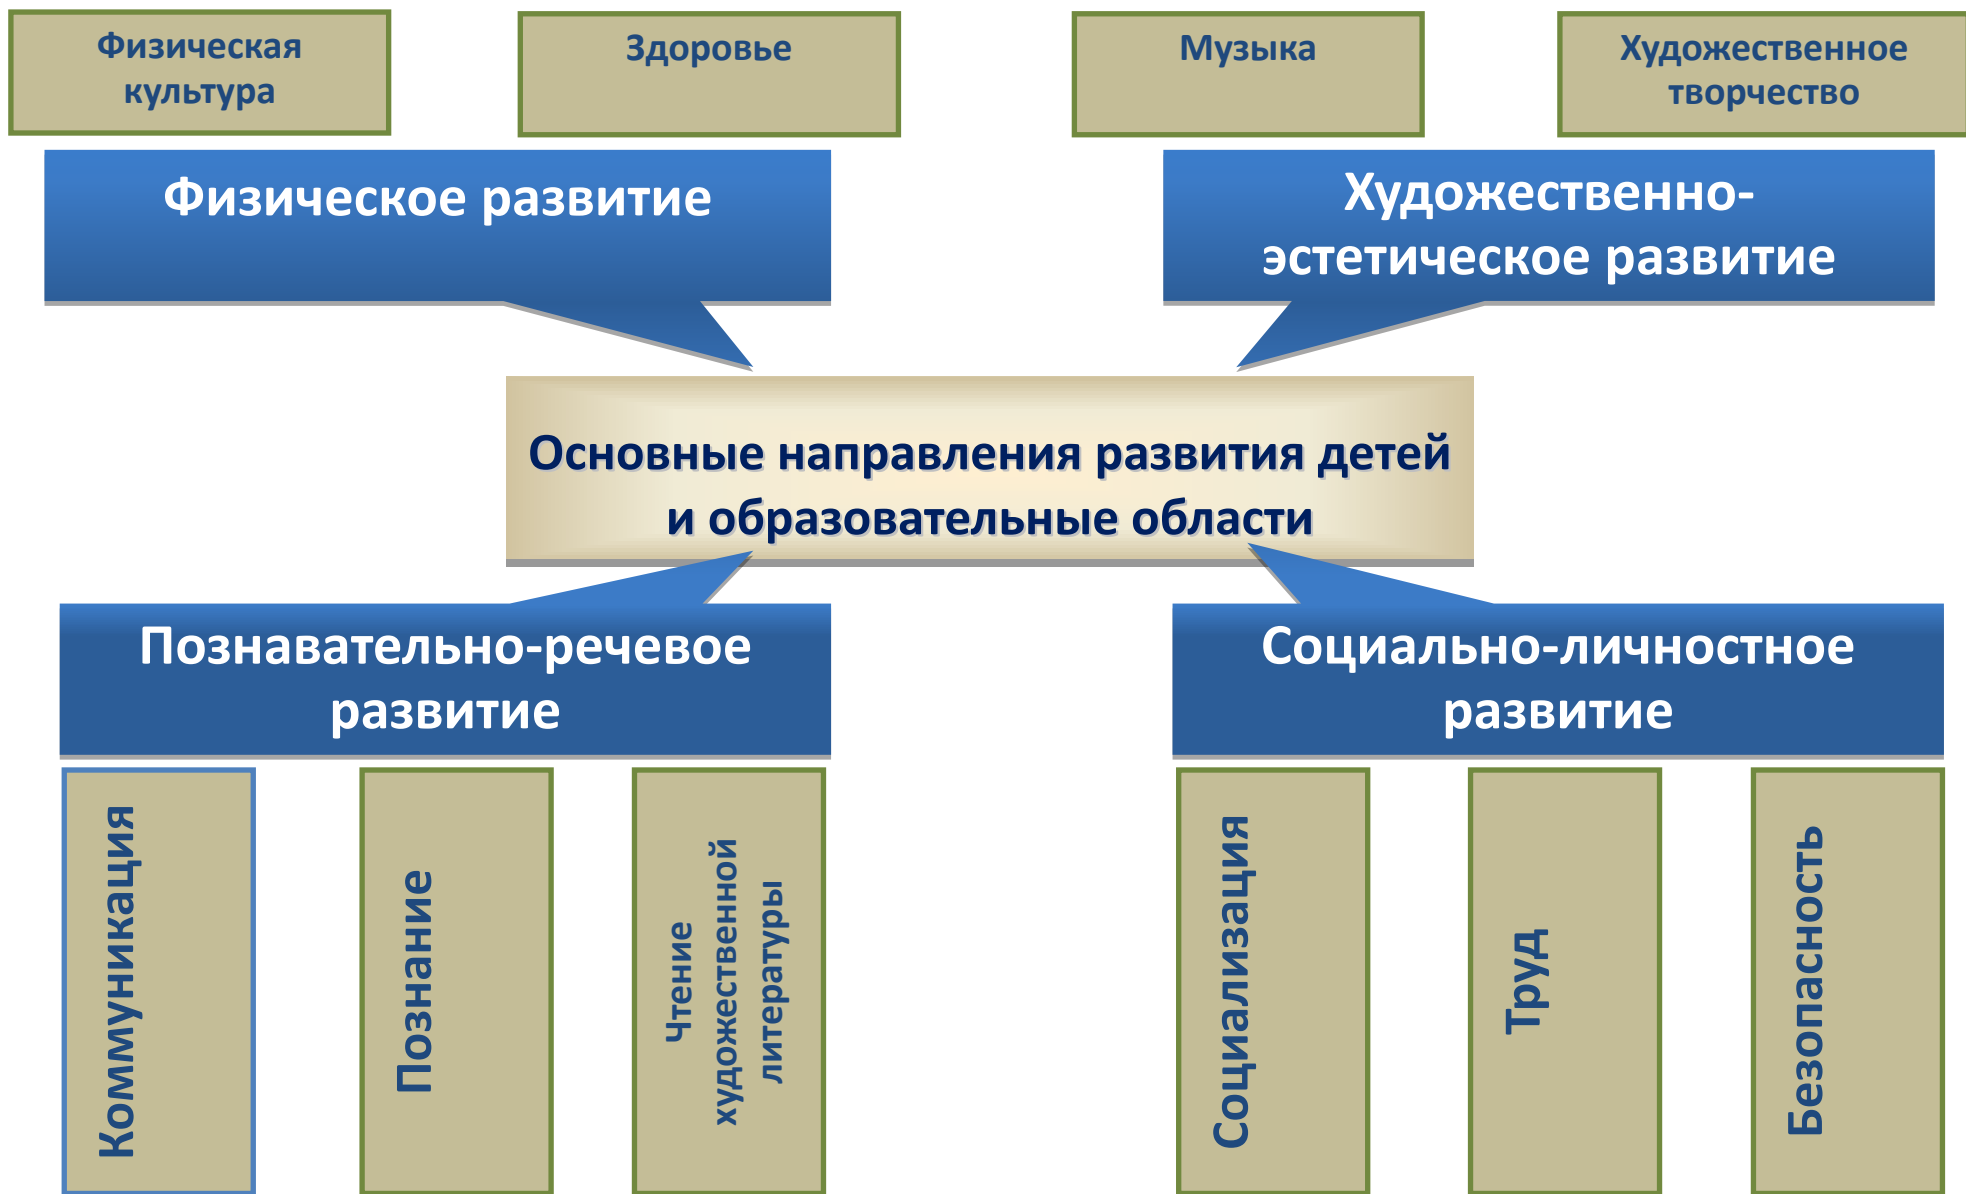 Физическая
культура
Здоровье
Музыка
Художественное
творчество
Физическое развитие
Художественно-
эстетическое развитие
Основные направления развития детей
и образовательные области
Познавательно-речевое
развитие
Социально-личностное
развитие
Коммуникация
Познание
Чтение
художественной
литературы
Социализация
Труд
Безопасность